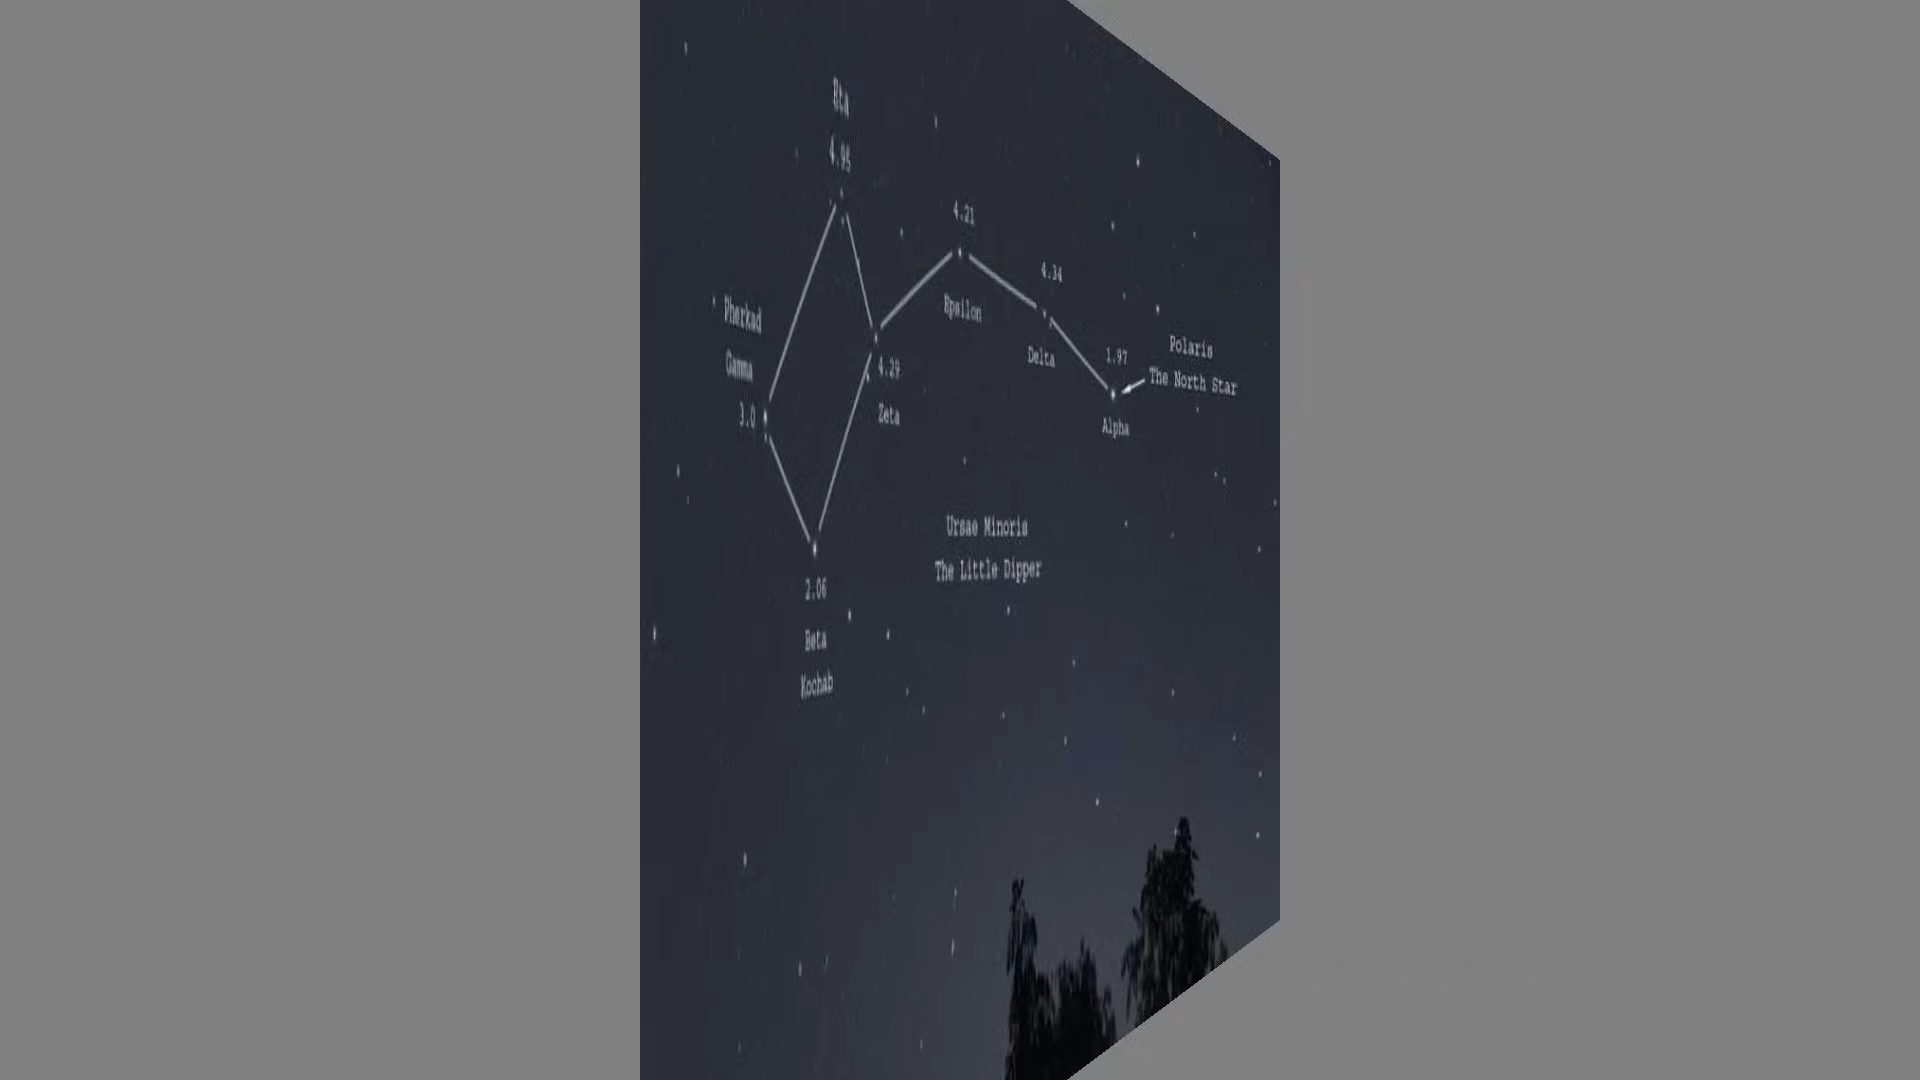 Eta
4.95
4.21
4.34
Epsilon
Pherkad
Gamma
3.0
4.29
Zeta
Delta
1.97
Polaris
The North Star
Alpha
Ursae Minoris
The Little Dipper
2.06
Beta
Kochab